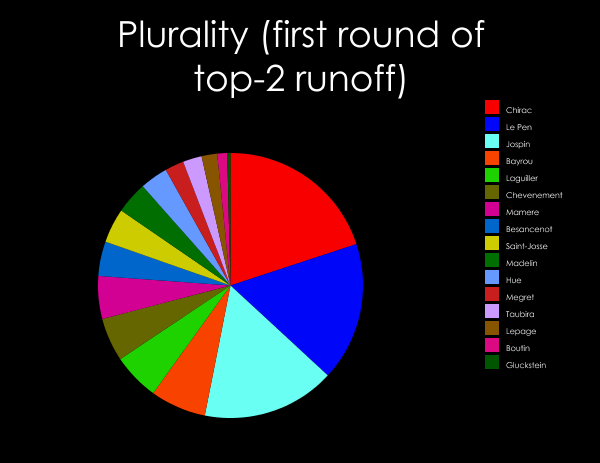 Plurality (first round of
top-2 runoff)
Chirac
Le Pen
Jospin
Bayrou
Laguiller
Chevenement
Mamere
Besancenot
Saint-Josse
Madelin
Hue
Megret
Taubira
Lepage
Boutin
Gluckstein